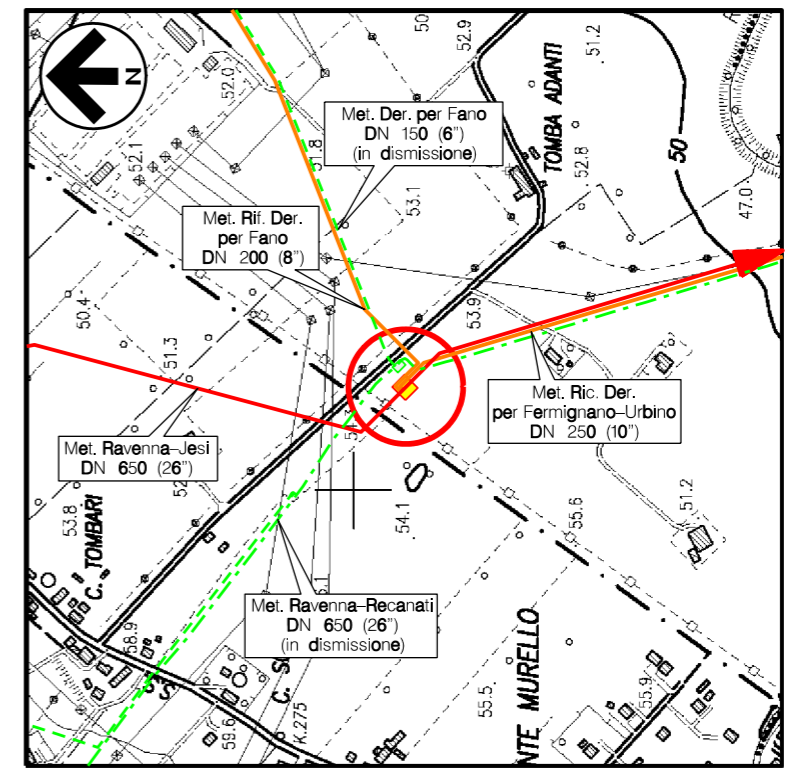 N
50
52.9
51.2
52.0
TOMBA ADANTI
Met. Der. per Fano
DN 150 (6")
(in dismissione)
51.8
52.1
52.8
50
53.1
47.0
Met. Rif. Der.
per Fano
DN 200 (8")
50.4
51.3
53.9
Met. Ric. Der.
per Fermignano-Urbino
DN 250 (10")
Met. Ravenna-Jesi
DN 650 (26")
53.8
C. TOMBARI
54.1
55.6
51.2
Met. Ravenna-Recanati
DN 650 (26")
(in dismissione)
58.9
SS
59.6
K.275
55.5
NTE MURELLO
55.9